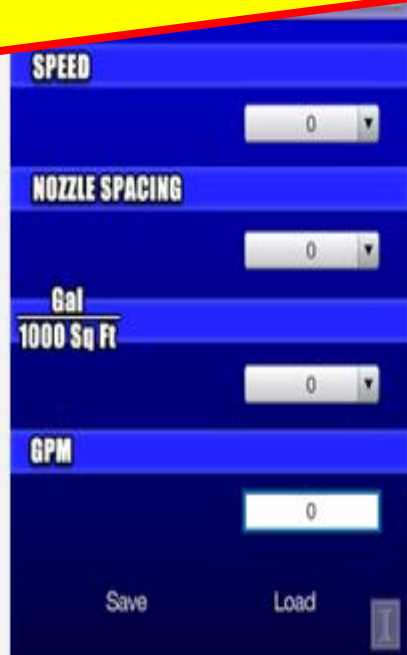 SPEED
0
NOZZLE SPACING
0
Gal
1000 Sq Ft
0
GPM
0
Save Load